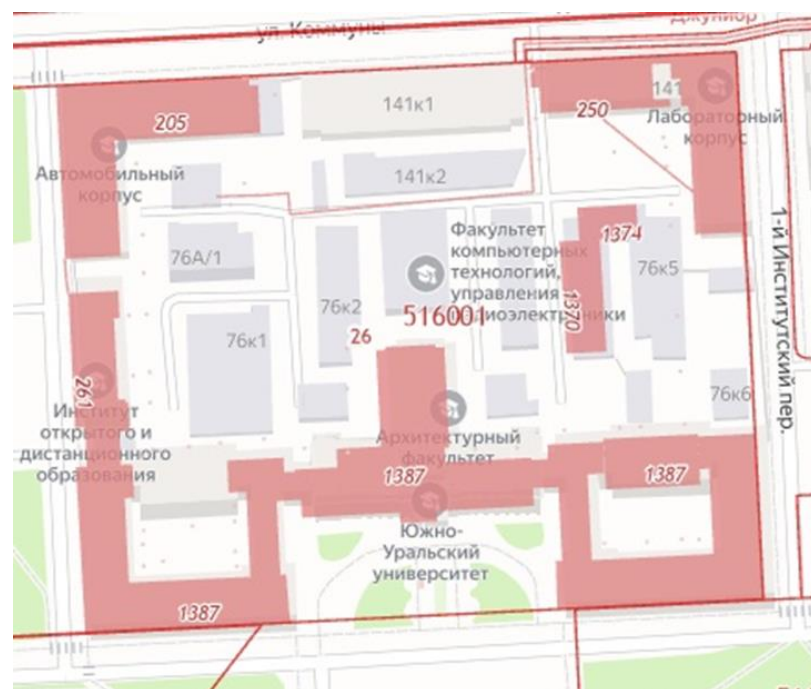 Джуниор
ул. Коммуны
141к1
205
141
250
Лабораторный
корпус
Автомобильный
корпус
141к2
1-й Институтский пер.
Факультет
компьютерных
технологий,
управления
диоэлектроники
1374
76А/1
76к5
1370
76к2
516001
26
76к1
261
76к6
Институт
открытого и
дистанционного
образования
Архитектурный
факультет
1387
1387
Южно-
Уральский
университет
1387